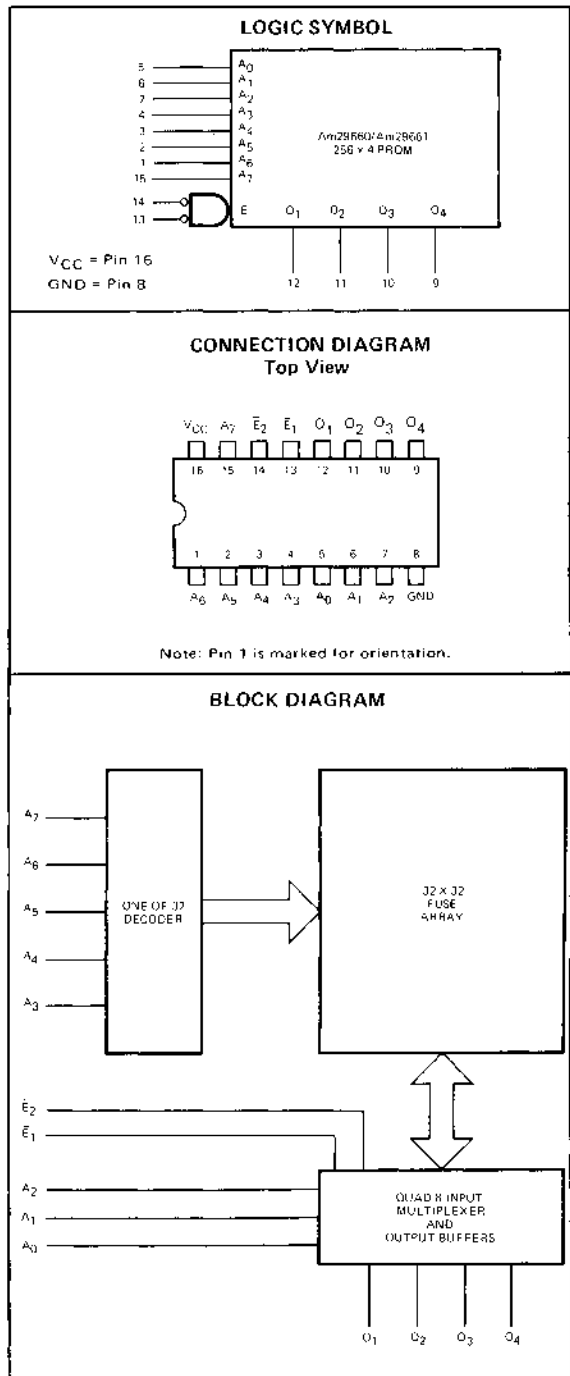 LOGIC SYMBOL
5 A0
6 A1
7 A2
4 A3
3 A4
2 A5
1 A6
15 A7
Am29660/Am29661
256 x 4 PROM
14
13
E O1 O2 O3 O4
12 11 10 9
VCC = Pin 16
GND = Pin 8
CONNECTION DIAGRAM
Top View
VCC A7 E̅2 E̅1 O1 O2 O3 O4
16 15 14 13 12 11 10 9
1 2 3 4 5 6 7 8
A6 A5 A4 A3 A0 A1 A2 GND
Note: Pin 1 is marked for orientation.
BLOCK DIAGRAM
A7
A6
A5
A4
A3
ONE OF 32
DECODER
32 X 32
FUSE
ARRAY
E̅2
E̅1
A2
A1
A0
QUAD 8 INPUT
MULTIPLEXER
AND
OUTPUT BUFFERS
O1 O2 O3 O4